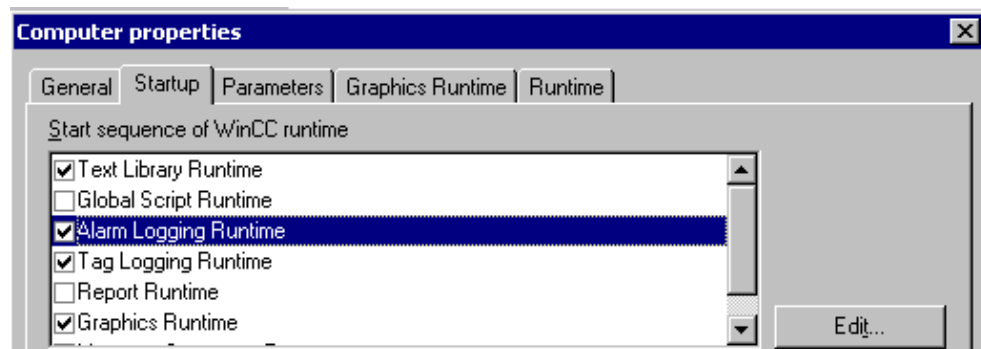 Computer properties
General Startup Parameters Graphics Runtime Runtime
Start sequence of WinCC runtime
Text Library Runtime
Global Script Runtime
Alarm Logging Runtime
Tag Logging Runtime
Report Runtime
Graphics Runtime
Edit...